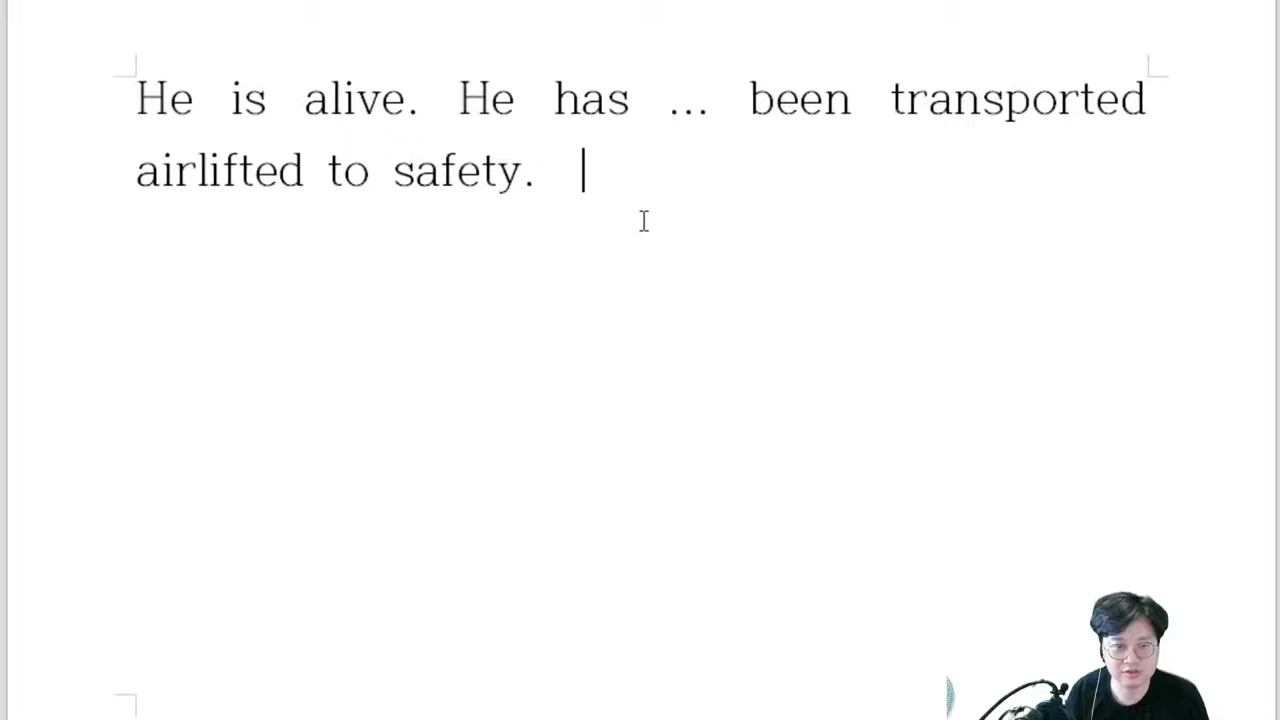 He is alive. He has ... been transported
airlifted to safety.